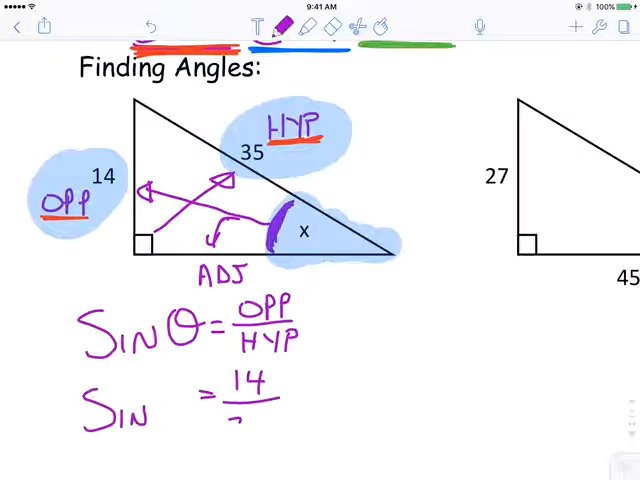 9:41 AM
100%
T
Finding Angles:
HYP
35
14
OPP
x
ADJ
27
45
Sin θ = OPP
HYP
Sin = 14